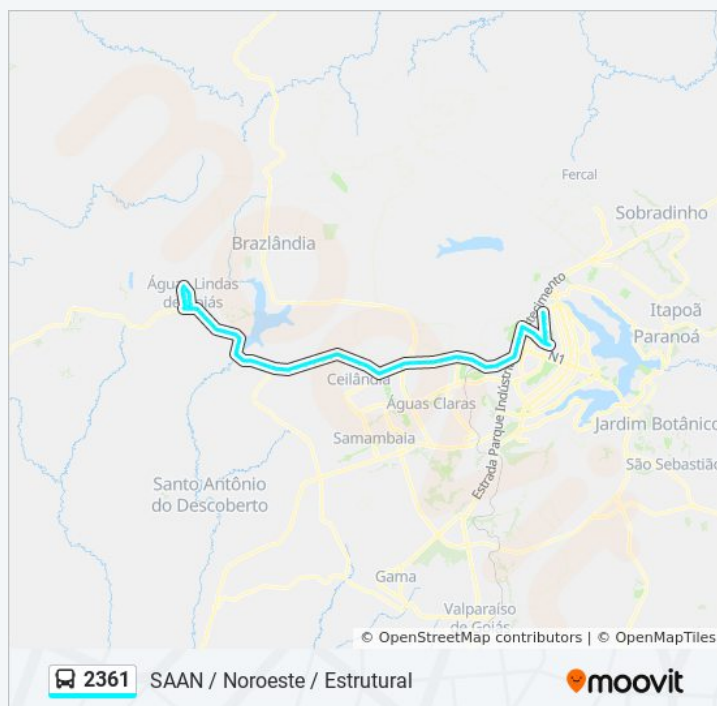 Fercal
Sobradinho
Brazlândia
Águas Lindas
de Goiás
Itapoã
Paranoá
N1
Ceilândia
Águas Claras
Estrada Parque Indústri
Jardim Botânico
Samambaia
São Sebastião
Santo Antônio
do Descoberto
Gama
Valparaíso
de Goiás
© OpenStreetMap contributors | © OpenMapTiles
2361 SAAN / Noroeste / Estrutural
moovit